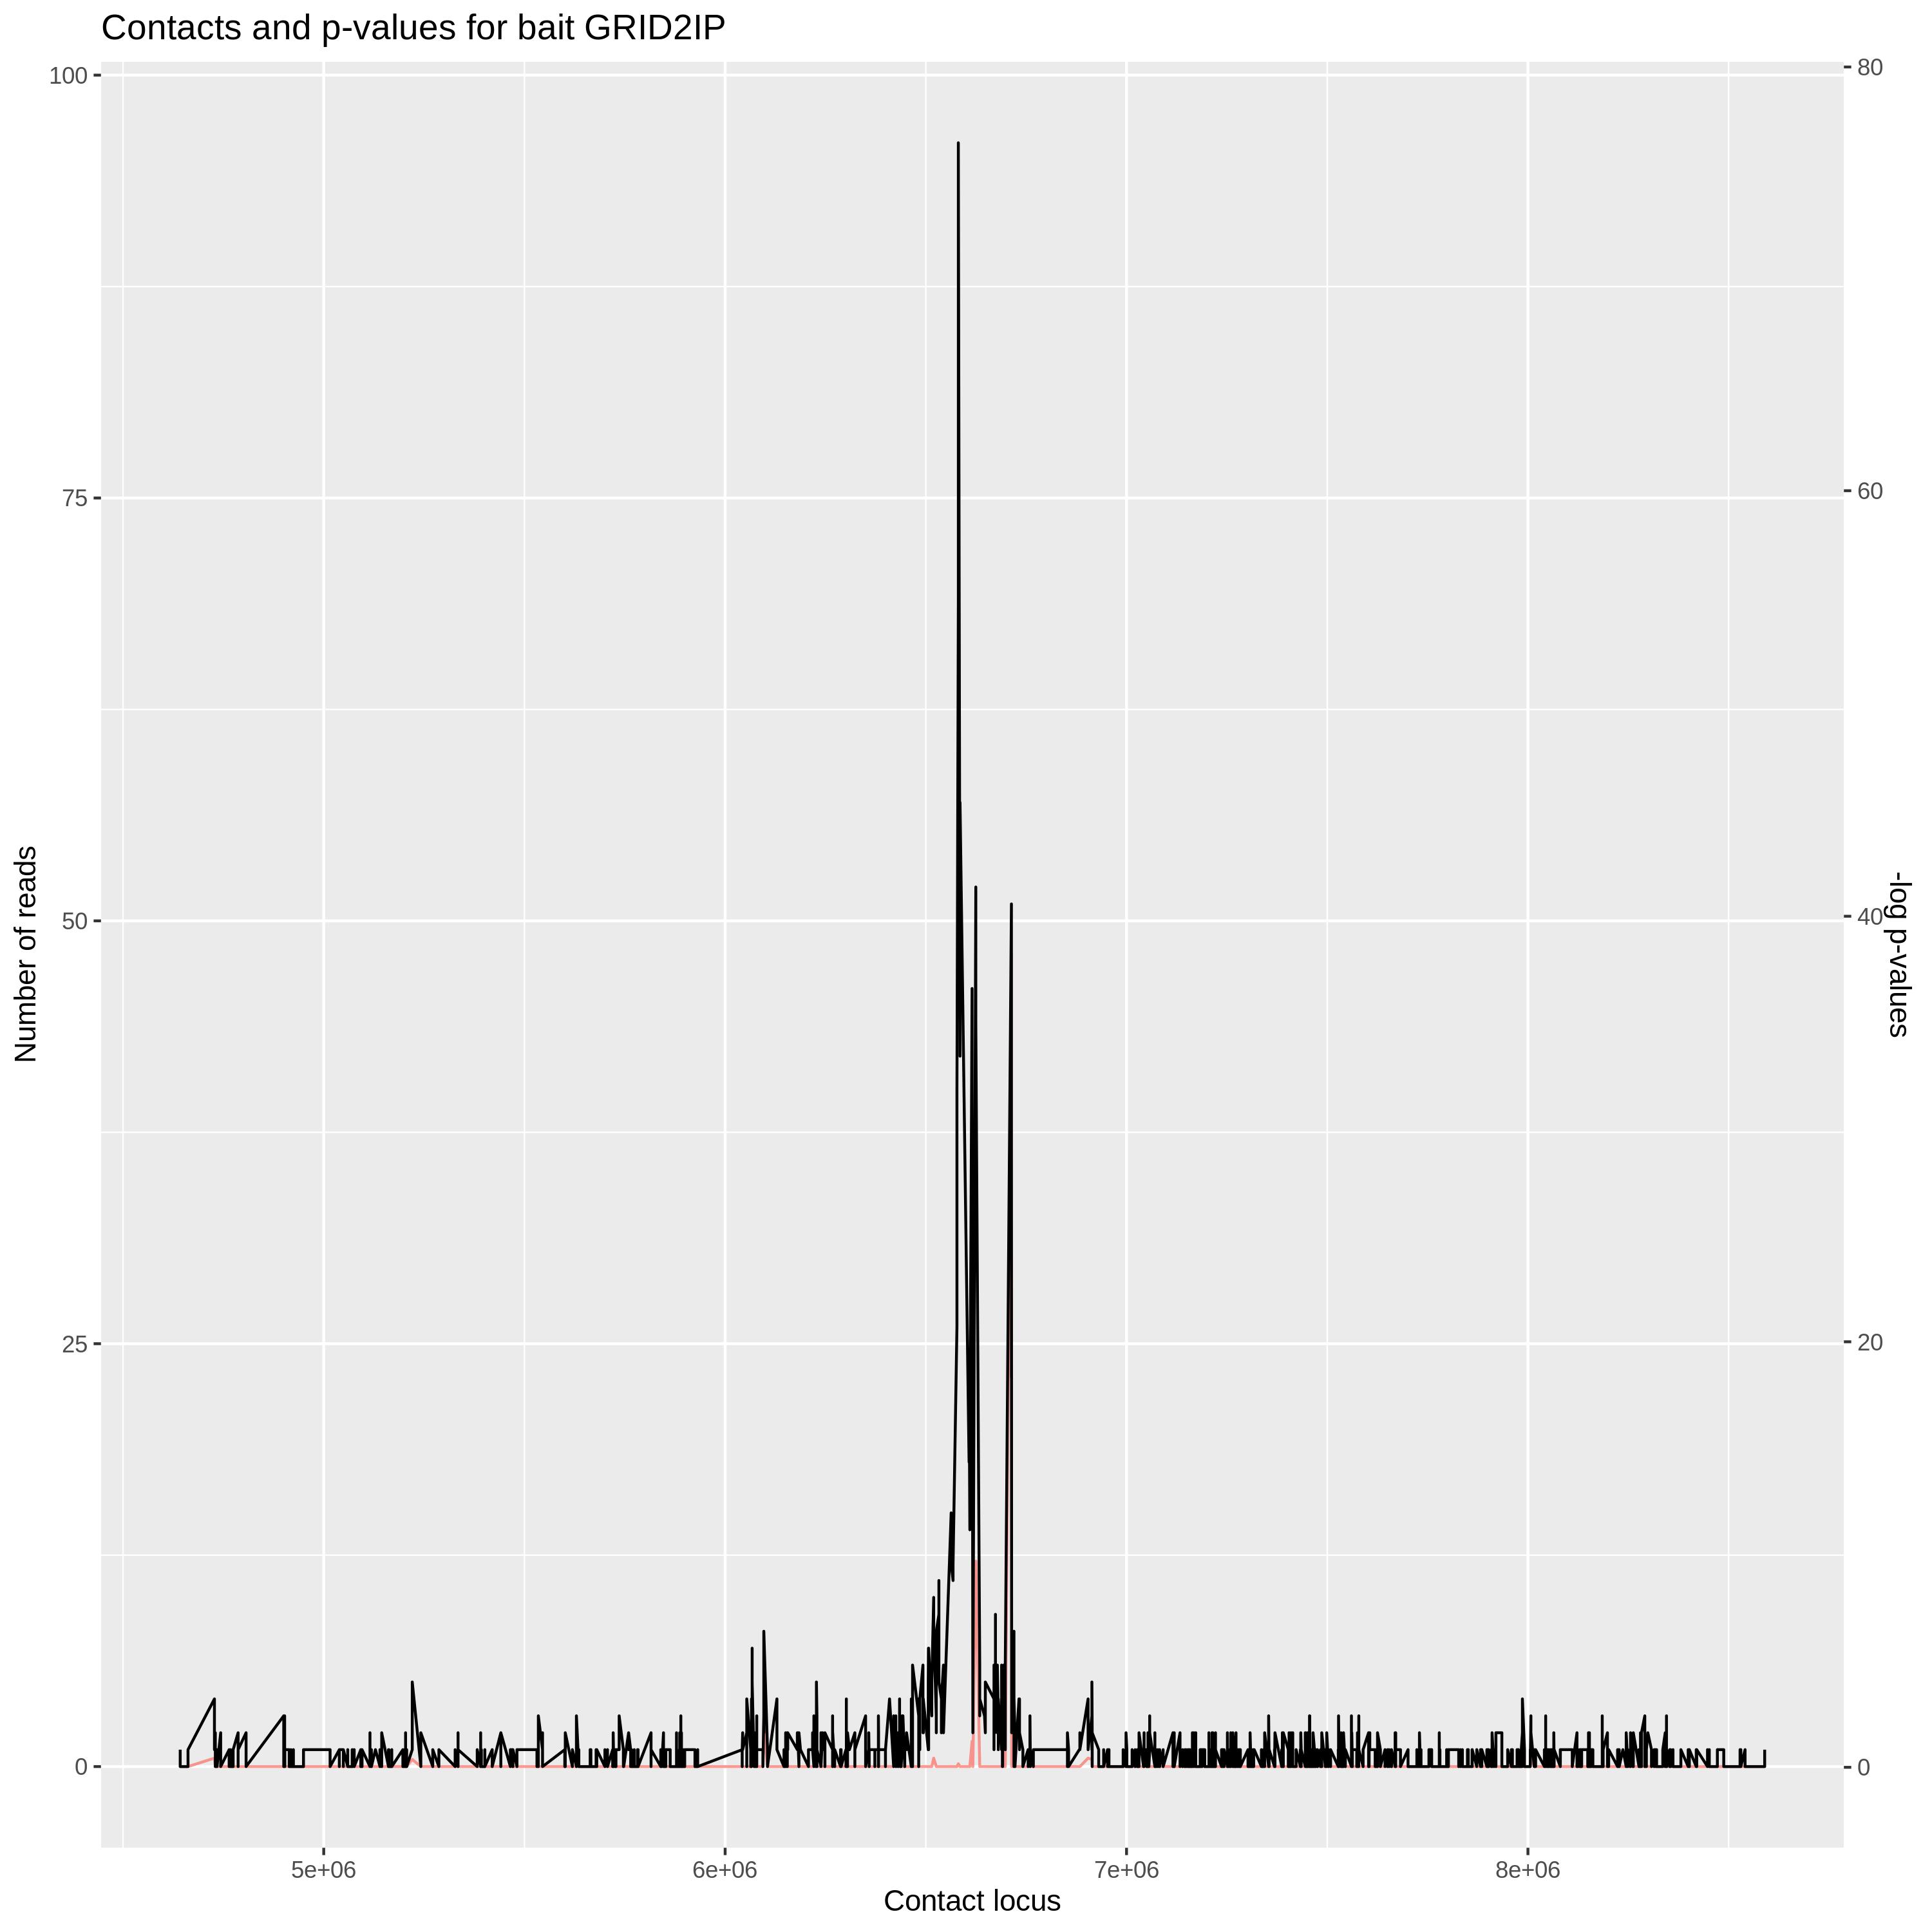 Contacts and p-values for bait GRID2IP
100
75
50
25
0
80
60
40
20
0
Number of reads
-log p-values
5e+06
6e+06
7e+06
8e+06
Contact locus